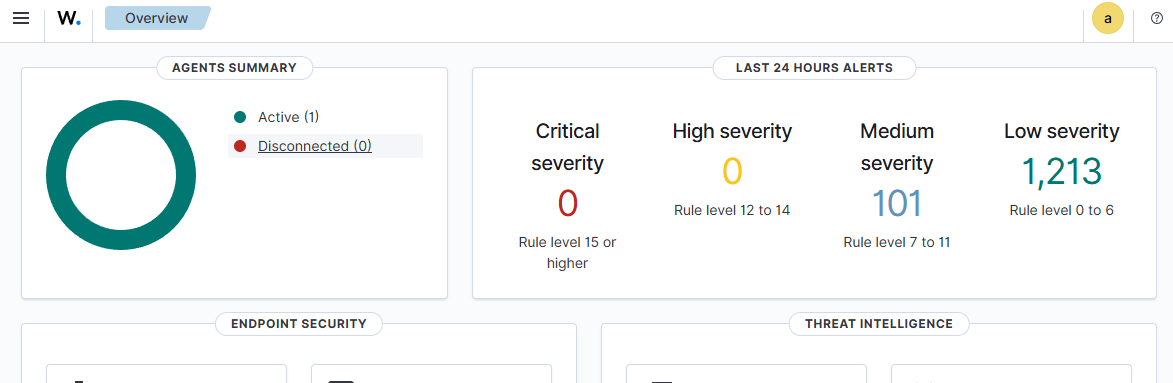 W.
Overview
a
AGENTS SUMMARY
Active (1)
Disconnected (0)
LAST 24 HOURS ALERTS
Critical
severity
0
Rule level 15 or
higher
High severity
0
Rule level 12 to 14
Medium
severity
101
Rule level 7 to 11
Low severity
1,213
Rule level 0 to 6
ENDPOINT SECURITY
THREAT INTELLIGENCE